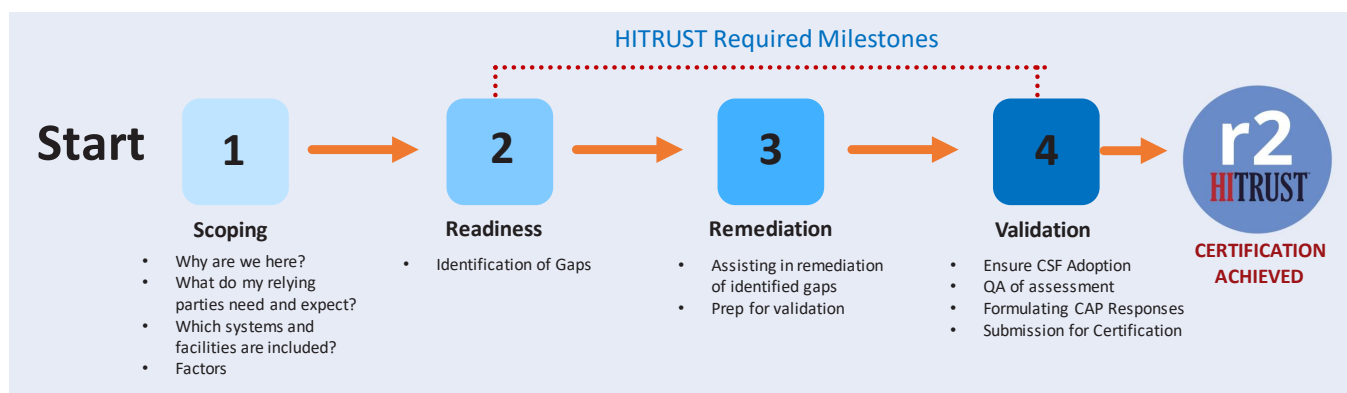 HITRUST Required Milestones
Start
1
2
3
4
r2
HITRUST
Scoping
• Why are we here?
• What do my relying
parties need and expect?
• Which systems and
facilities are included?
• Factors
Readiness
• Identification of Gaps
Remediation
• Assisting in remediation
of identified gaps
• Prep for validation
Validation
• Ensure CSF Adoption
• QA of assessment
• Formulating CAP Responses
• Submission for Certification
CERTIFICATION
ACHIEVED